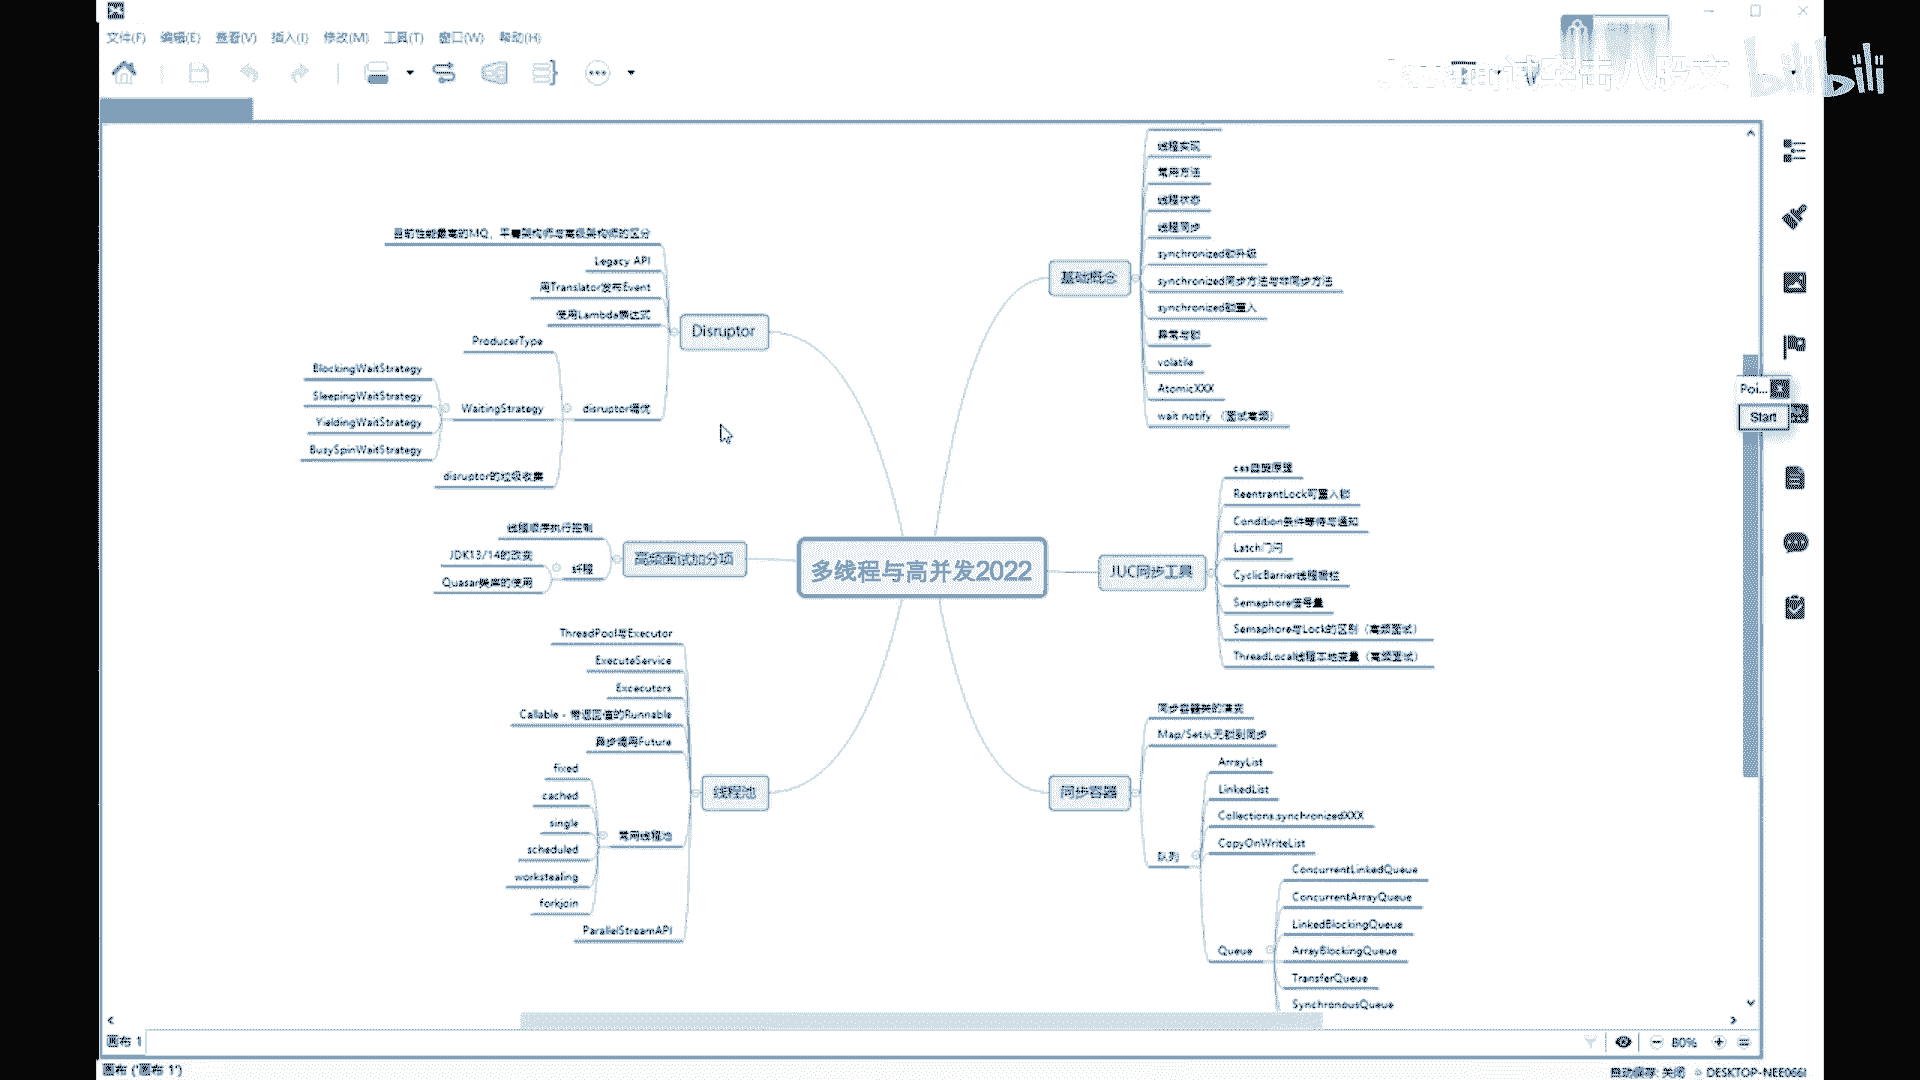 文件(F) 编辑(E) 查看(V) 插入(I) 修改(M) 工具(T) 窗口(W) 帮助(H)
Java面试突击八股文 bilibili
多线程与高并发2022
Disruptor
目前性能最高的MQ，平庸架构师与高级架构师的区分
Legacy API
用Translator发布Event
使用Lambda表达式
disruptor调优
ProducerType
WaitingStrategy
BlockingWaitStrategy
SleepingWaitStrategy
YieldingWaitStrategy
BusySpinWaitStrategy
disruptor的垃圾收集
高频面试加分项
线程顺序执行控制
纤程
JDK13/14的改变
Quasar类库的使用
线程池
ThreadPool与Executor
ExecuteService
Excecutors
Callable - 带返回值的Runnable
异步调用Future
常用线程池
fixed
cached
single
scheduled
workstealing
forkjoin
ParallelStreamAPI
基础概念
线程实现
常用方法
线程状态
线程同步
synchronized锁升级
synchronized同步方法与非同步方法
synchronized锁重入
异常与锁
volatile
AtomicXXX
wait notify （面试高频）
JUC同步工具
cas自旋原理
ReentrantLock可重入锁
Condition条件等待与通知
Latch门闩
CyclicBarrier线程栅栏
Semaphore信号量
Semaphore与Lock的区别（高频面试）
ThreadLocal线程本地变量（高频面试）
同步容器
同步容器类的演变
Map/Set从无锁到同步
队列
ArrayList
LinkedList
Collections.synchronizedXXX
CopyOnWriteList
Queue
ConcurrentLinkedQueue
ConcurrentArrayQueue
LinkedBlockingQueue
ArrayBlockingQueue
TransferQueue
SynchronousQueue
Poi...
Start
画布 1
80%
画布 ('画布 1')
自动保存: 关闭 DESKTOP-NEE066I